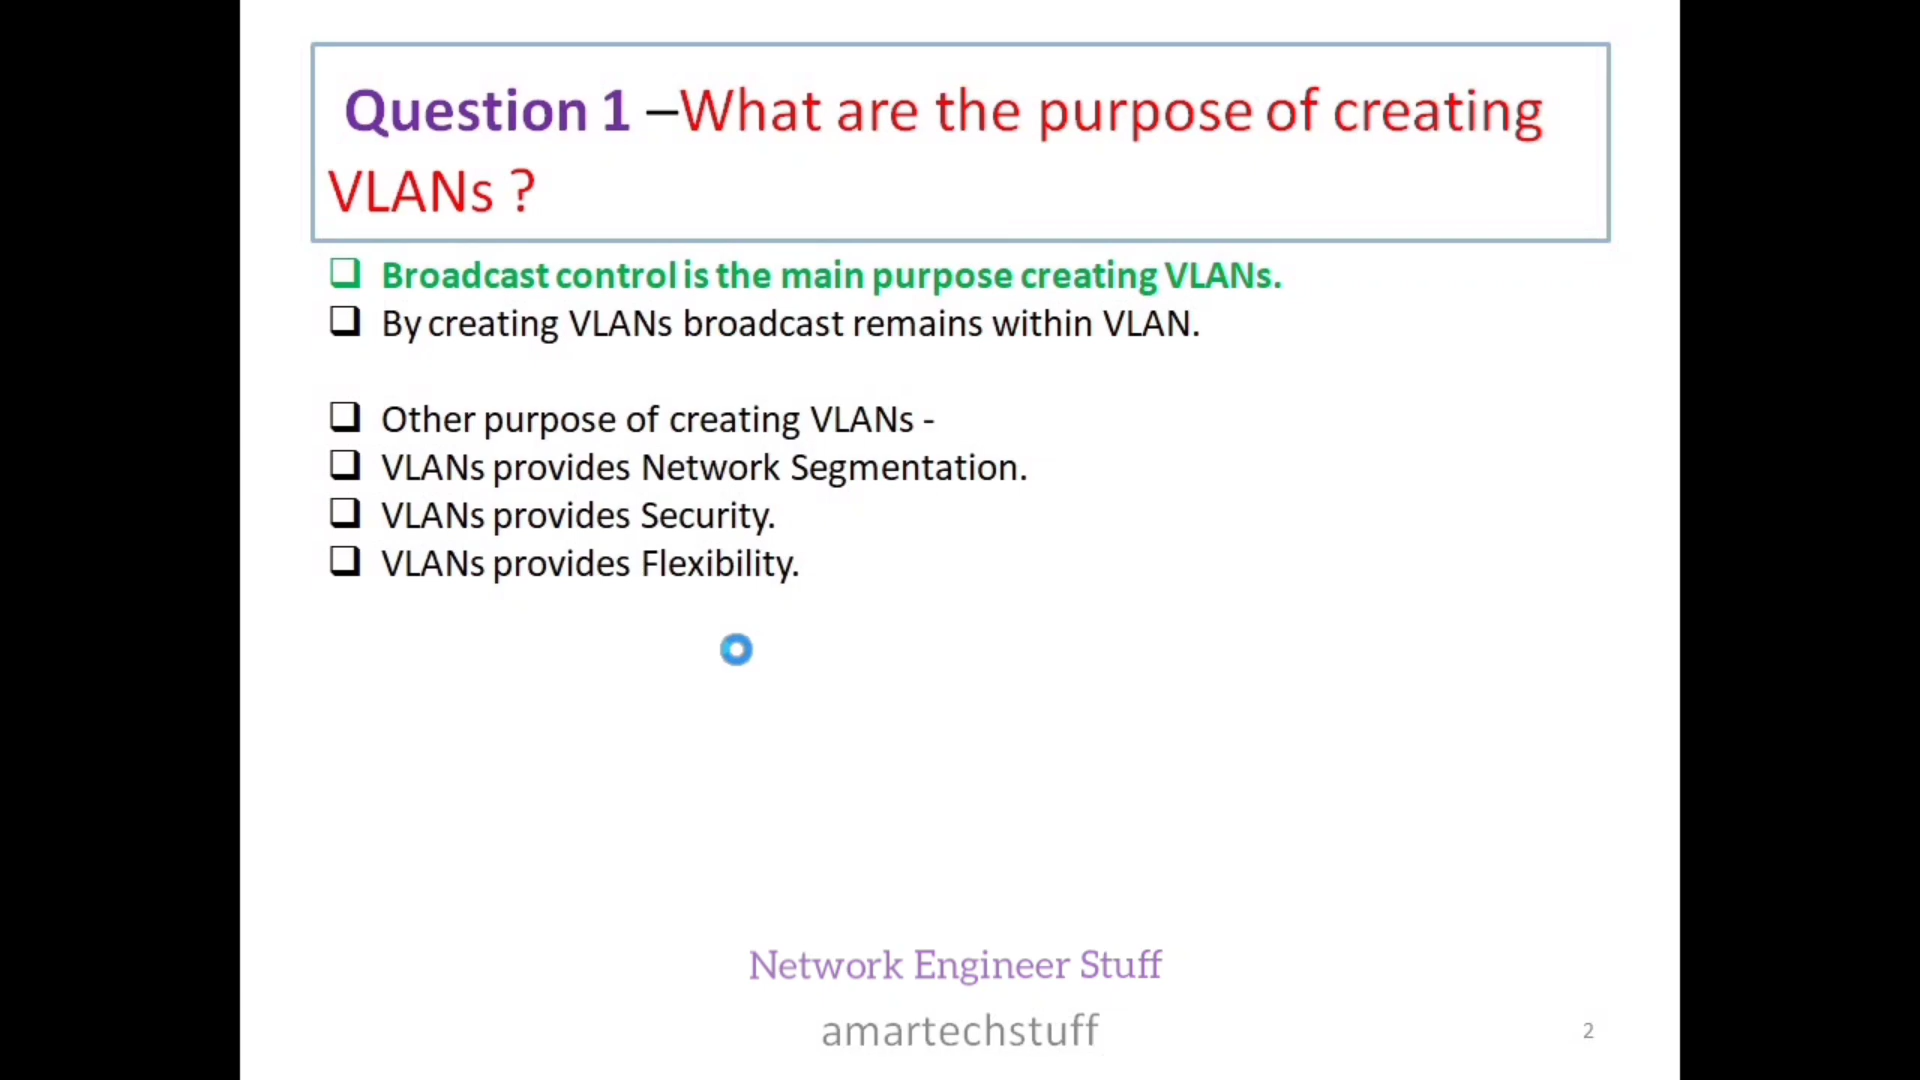 Question 1 –What are the purpose of creating
VLANs ?
Broadcast control is the main purpose creating VLANs.
By creating VLANs broadcast remains within VLAN.
Other purpose of creating VLANs -
VLANs provides Network Segmentation.
VLANs provides Security.
VLANs provides Flexibility.
Network Engineer Stuff
amartechstuff
2